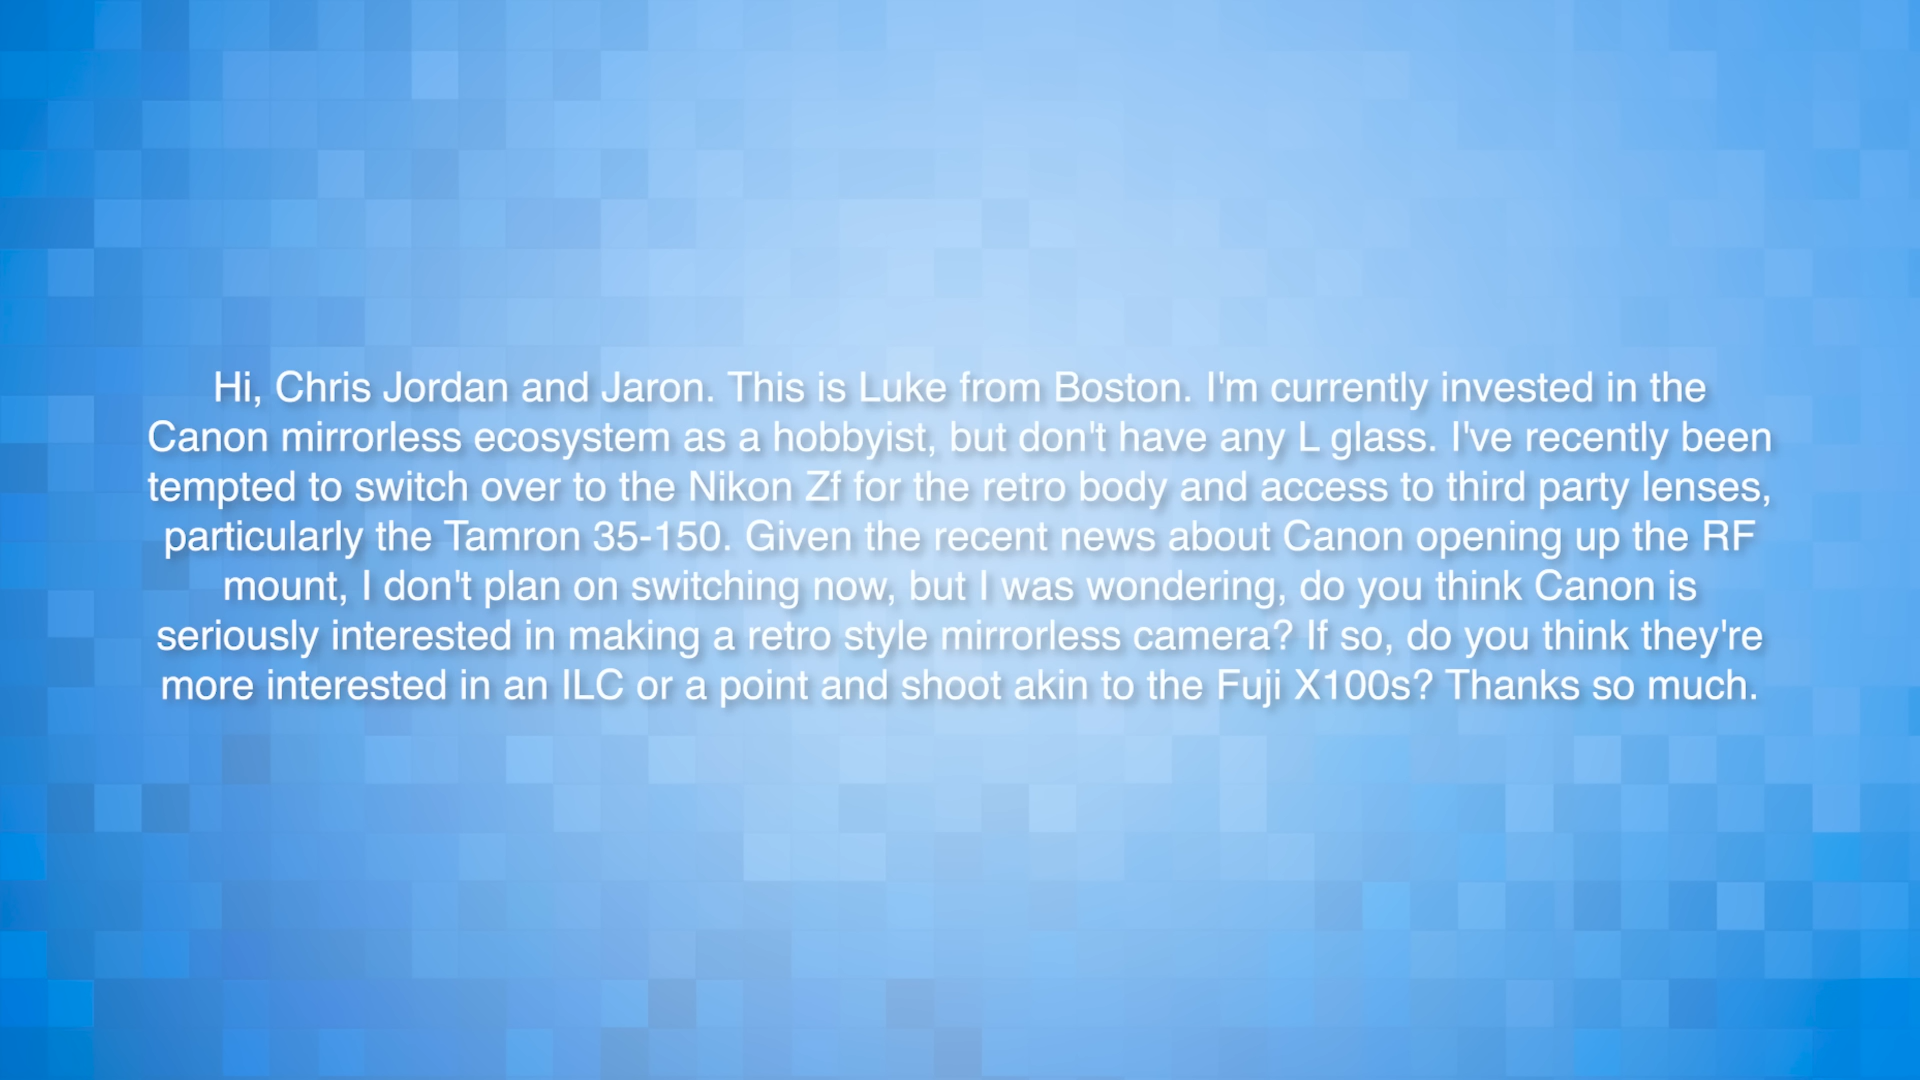 Hi, Chris Jordan and Jaron. This is Luke from Boston. I'm currently invested in the
Canon mirrorless ecosystem as a hobbyist, but don't have any L glass. I've recently been
tempted to switch over to the Nikon Zf for the retro body and access to third party lenses,
particularly the Tamron 35-150. Given the recent news about Canon opening up the RF
mount, I don't plan on switching now, but I was wondering, do you think Canon is
seriously interested in making a retro style mirrorless camera? If so, do you think they're
more interested in an ILC or a point and shoot akin to the Fuji X100s? Thanks so much.